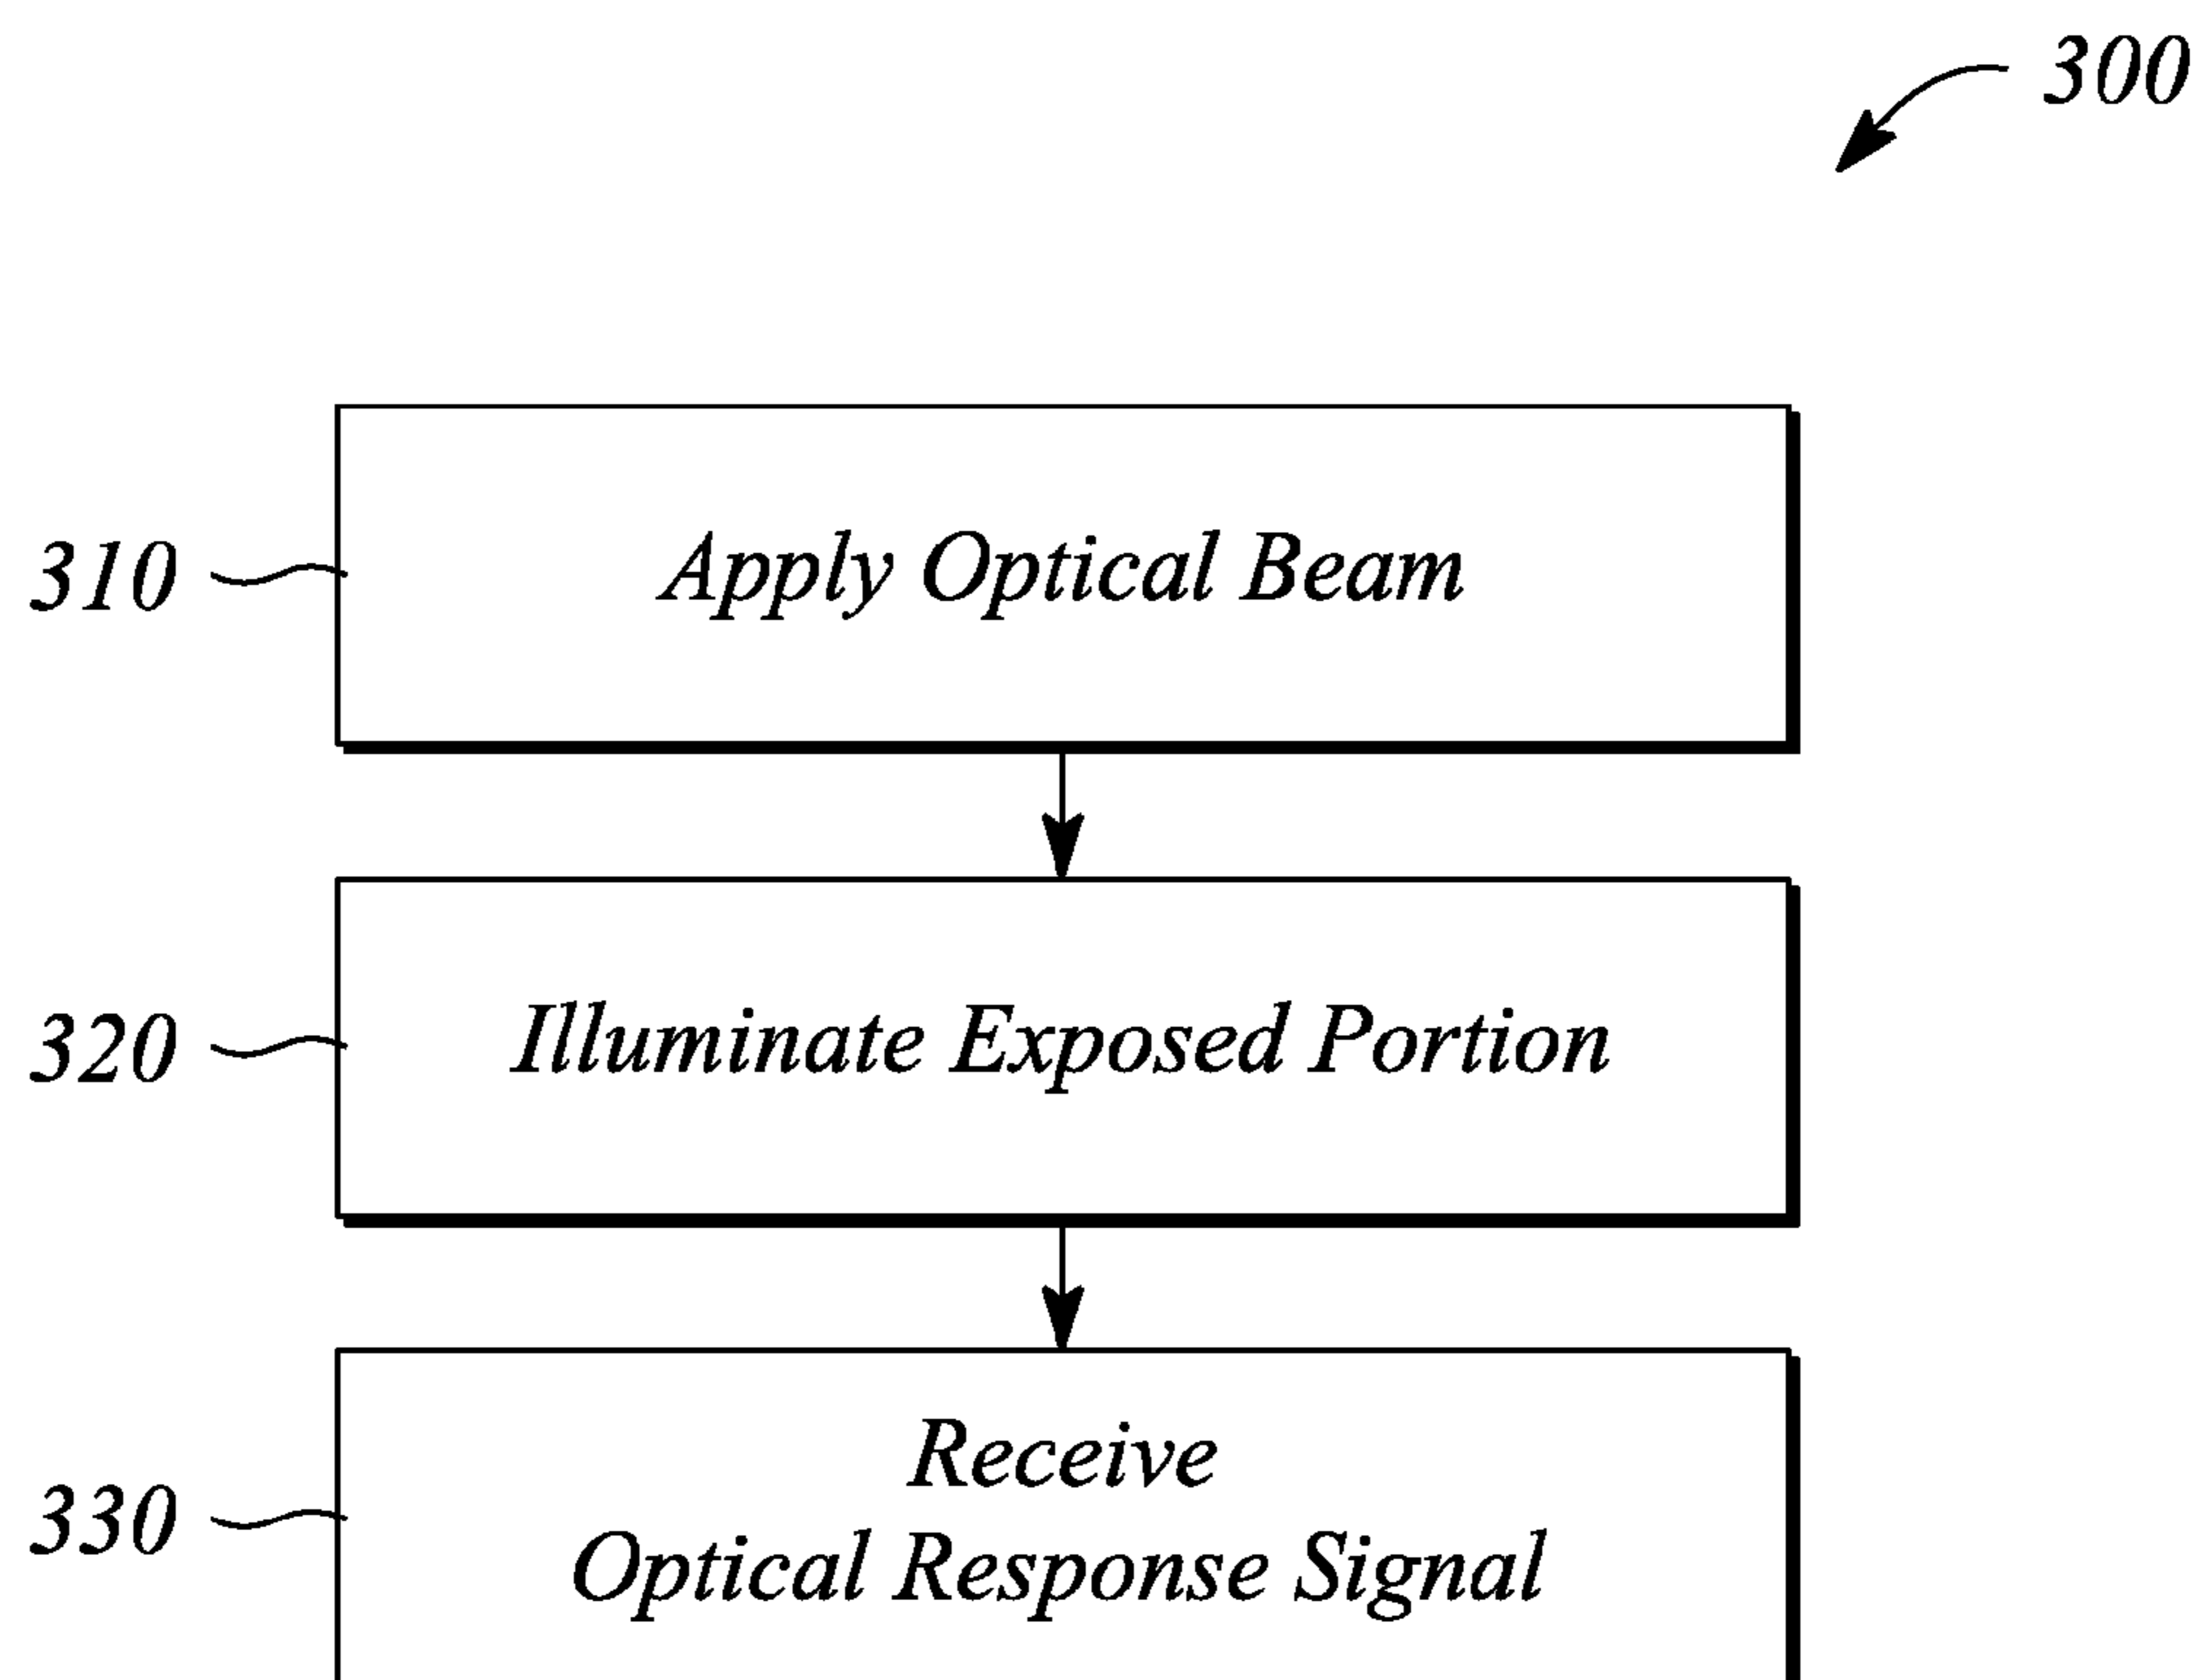 300
310
Apply Optical Beam
320
Illuminate Exposed Portion
330
Receive
Optical Response Signal